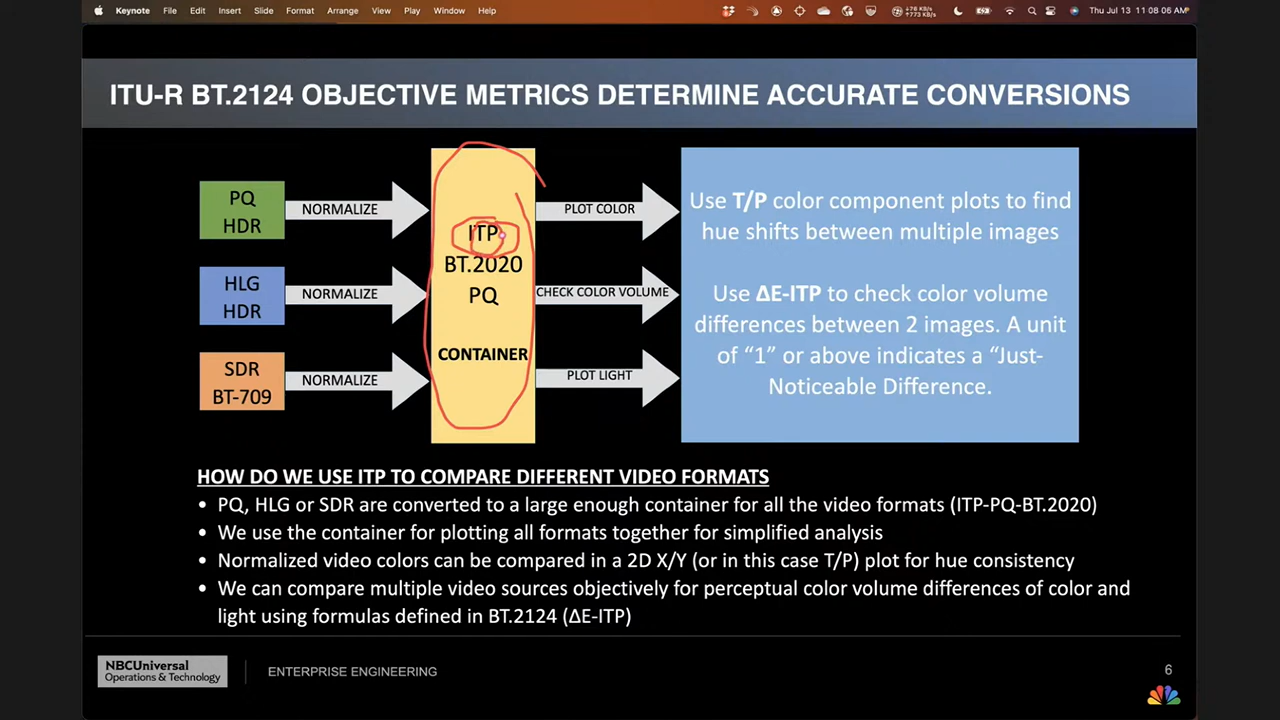 Keynote File Edit Insert Slide Format Arrange View Play Window Help Thu Jul 13 11 08 06 AM
ITU-R BT.2124 OBJECTIVE METRICS DETERMINE ACCURATE CONVERSIONS
PQ
HDR
NORMALIZE
HLG
HDR
NORMALIZE
SDR
BT-709
NORMALIZE
ITP
BT.2020
PQ
CONTAINER
PLOT COLOR
CHECK COLOR VOLUME
PLOT LIGHT
Use T/P color component plots to find
hue shifts between multiple images
Use ΔE-ITP to check color volume
differences between 2 images. A unit
of “1” or above indicates a “Just-
Noticeable Difference.
HOW DO WE USE ITP TO COMPARE DIFFERENT VIDEO FORMATS
• PQ, HLG or SDR are converted to a large enough container for all the video formats (ITP-PQ-BT.2020)
• We use the container for plotting all formats together for simplified analysis
• Normalized video colors can be compared in a 2D X/Y (or in this case T/P) plot for hue consistency
• We can compare multiple video sources objectively for perceptual color volume differences of color and
light using formulas defined in BT.2124 (ΔE-ITP)
NBCUniversal
Operations & Technology
ENTERPRISE ENGINEERING
6